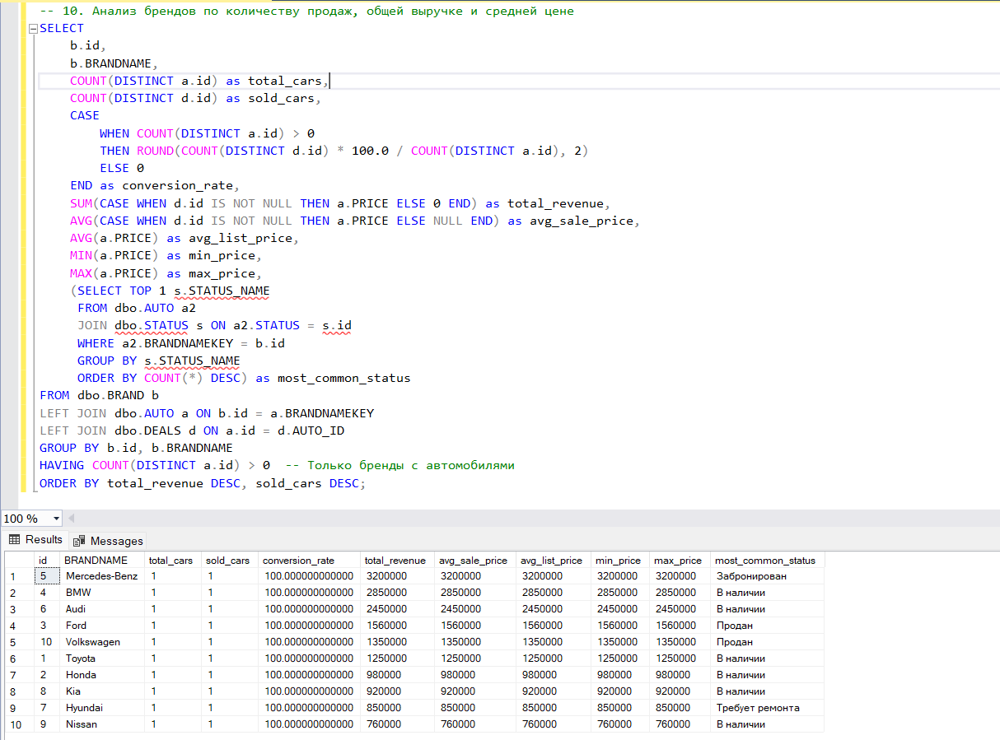 -- 10. Анализ брендов по количеству продаж, общей выручке и средней цене
SELECT
b.id,
b.BRANDNAME,
COUNT(DISTINCT a.id) as total_cars,
COUNT(DISTINCT d.id) as sold_cars,
CASE
WHEN COUNT(DISTINCT a.id) > 0
THEN ROUND(COUNT(DISTINCT d.id) * 100.0 / COUNT(DISTINCT a.id), 2)
ELSE 0
END as conversion_rate,
SUM(CASE WHEN d.id IS NOT NULL THEN a.PRICE ELSE 0 END) as total_revenue,
AVG(CASE WHEN d.id IS NOT NULL THEN a.PRICE ELSE NULL END) as avg_sale_price,
AVG(a.PRICE) as avg_list_price,
MIN(a.PRICE) as min_price,
MAX(a.PRICE) as max_price,
(SELECT TOP 1 s.STATUS_NAME
FROM dbo.AUTO a2
JOIN dbo.STATUS s ON a2.STATUS = s.id
WHERE a2.BRANDNAMEKEY = b.id
GROUP BY s.STATUS_NAME
ORDER BY COUNT(*) DESC) as most_common_status
FROM dbo.BRAND b
LEFT JOIN dbo.AUTO a ON b.id = a.BRANDNAMEKEY
LEFT JOIN dbo.DEALS d ON a.id = d.AUTO_ID
GROUP BY b.id, b.BRANDNAME
HAVING COUNT(DISTINCT a.id) > 0 -- Только бренды с автомобилями
ORDER BY total_revenue DESC, sold_cars DESC;
100 %
Results Messages
id BRANDNAME total_cars sold_cars conversion_rate total_revenue avg_sale_price avg_list_price min_price max_price most_common_status
1 5 Mercedes-Benz 1 1 100.000000000000 3200000 3200000 3200000 3200000 3200000 Забронирован
2 4 BMW 1 1 100.000000000000 2850000 2850000 2850000 2850000 2850000 В наличии
3 6 Audi 1 1 100.000000000000 2450000 2450000 2450000 2450000 2450000 В наличии
4 3 Ford 1 1 100.000000000000 1560000 1560000 1560000 1560000 1560000 Продан
5 10 Volkswagen 1 1 100.000000000000 1350000 1350000 1350000 1350000 1350000 Продан
6 1 Toyota 1 1 100.000000000000 1250000 1250000 1250000 1250000 1250000 В наличии
7 2 Honda 1 1 100.000000000000 980000 980000 980000 980000 980000 В наличии
8 8 Kia 1 1 100.000000000000 920000 920000 920000 920000 920000 В наличии
9 7 Hyundai 1 1 100.000000000000 850000 850000 850000 850000 850000 Требует ремонта
10 9 Nissan 1 1 100.000000000000 760000 760000 760000 760000 760000 В наличии